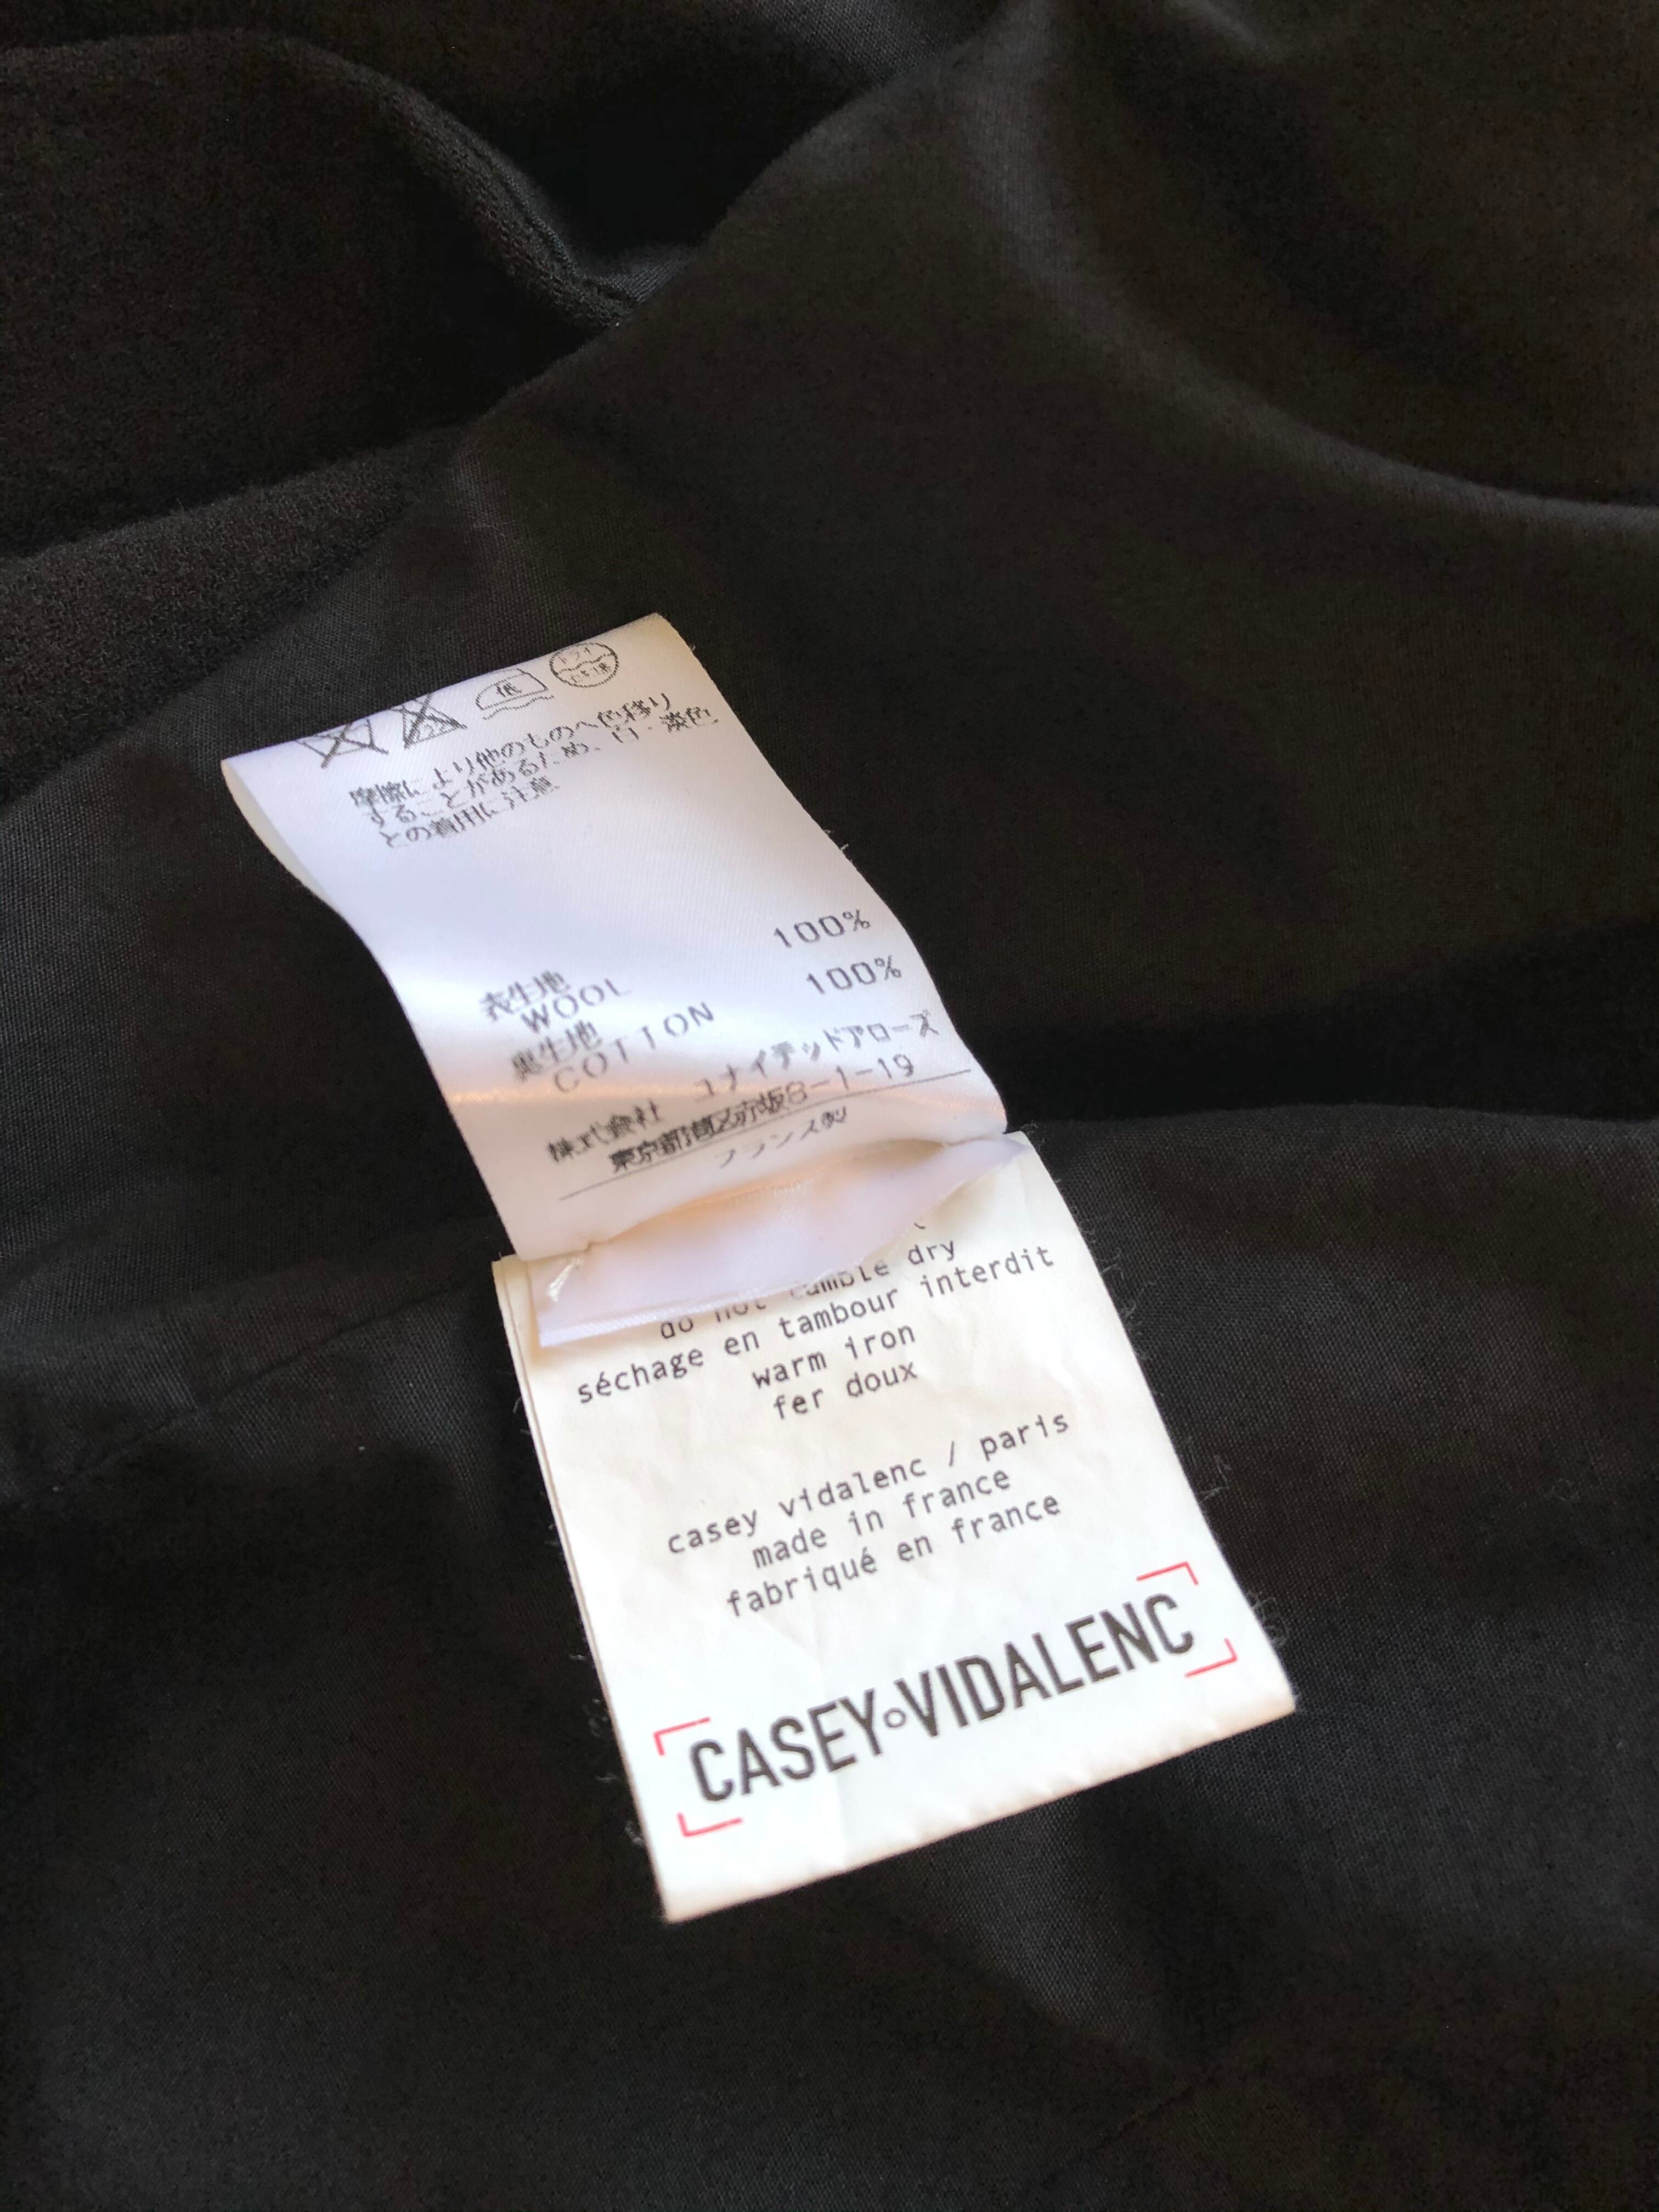 低
摩擦により他のものへ色移り
することがあるため、白・淡色
との着用に注意
表生地
WOOL 100%
裏生地
COTTON 100%
株式会社 ユナイテッドアローズ
東京都港区赤坂8-1-19
フランス製
do not tumble dry
séchage en tambour interdit
warm iron
fer doux
casey vidalenc / paris
made in france
fabriqué en france
CASEY○VIDALENC